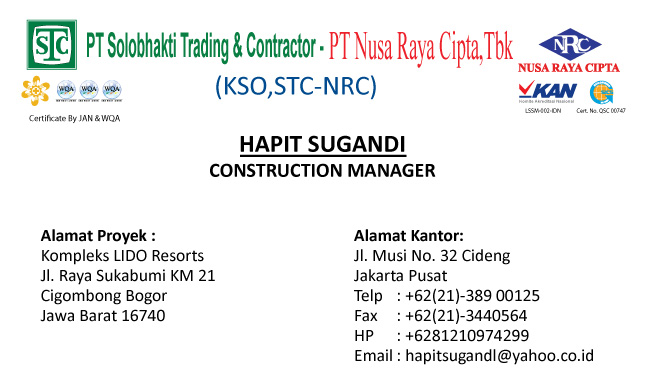 STC PT Solobhakti Trading & Contractor - PT Nusa Raya Cipta,Tbk NRC
NUSA RAYA CIPTA
(KSO,STC-NRC)
WQA WQA WQA
KAN
Komite Akreditasi Nasional
LSSM-002-IDN Cert. No. QSC 00747
Certificate By JAN & WQA
HAPIT SUGANDI
CONSTRUCTION MANAGER
Alamat Proyek :
Kompleks LIDO Resorts
Jl. Raya Sukabumi KM 21
Cigombong Bogor
Jawa Barat 16740
Alamat Kantor:
Jl. Musi No. 32 Cideng
Jakarta Pusat
Telp : +62(21)-389 00125
Fax : +62(21)-3440564
HP : +6281210974299
Email : hapitsugandl@yahoo.co.id